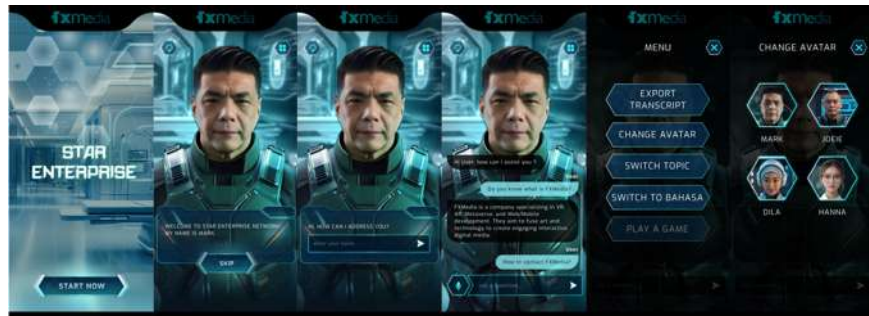 fxmedia
STAR
ENTERPRISE
START NOW
fxmedia
WELCOME TO STAR ENTERPRISE NETWORK!
MY NAME IS MARK
SKIP
fxmedia
HI, HOW CAN I ADDRESS YOU?
enter your name
fxmedia
Hi User, how can I assist you ?
User
Do you know what is FXMedia?
FXMedia is a company specializing in VR,
AR, Metaverse, and Web/Mobile
development. They aim to fuse art and
technology to create engaging interactive
digital media.
User
How to contact FXMedia?
fxmedia
MENU
EXPORT
TRANSCRIPT
CHANGE AVATAR
SWITCH TOPIC
SWITCH TO BAHASA
PLAY A GAME
fxmedia
CHANGE AVATAR
MARK
DILA
HANNA